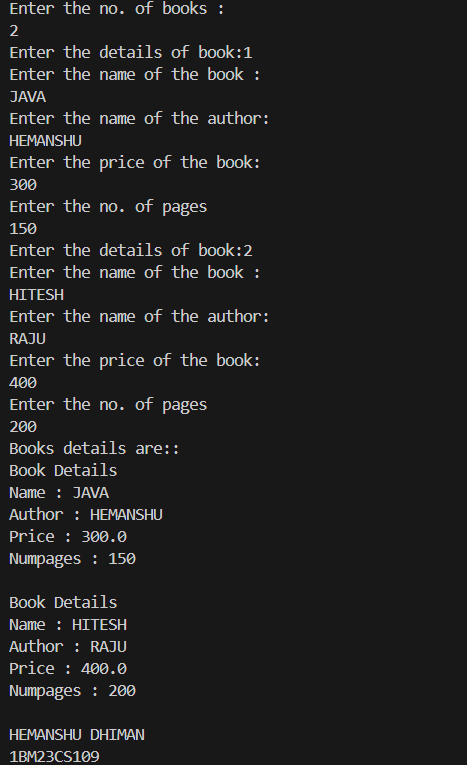 Enter the no. of books :
2
Enter the details of book:1
Enter the name of the book :
JAVA
Enter the name of the author:
HEMANSHU
Enter the price of the book:
300
Enter the no. of pages
150
Enter the details of book:2
Enter the name of the book :
HITESH
Enter the name of the author:
RAJU
Enter the price of the book:
400
Enter the no. of pages
200
Books details are::
Book Details
Name : JAVA
Author : HEMANSHU
Price : 300.0
Numpages : 150
Book Details
Name : HITESH
Author : RAJU
Price : 400.0
Numpages : 200
HEMANSHU DHIMAN
1BM23CS109